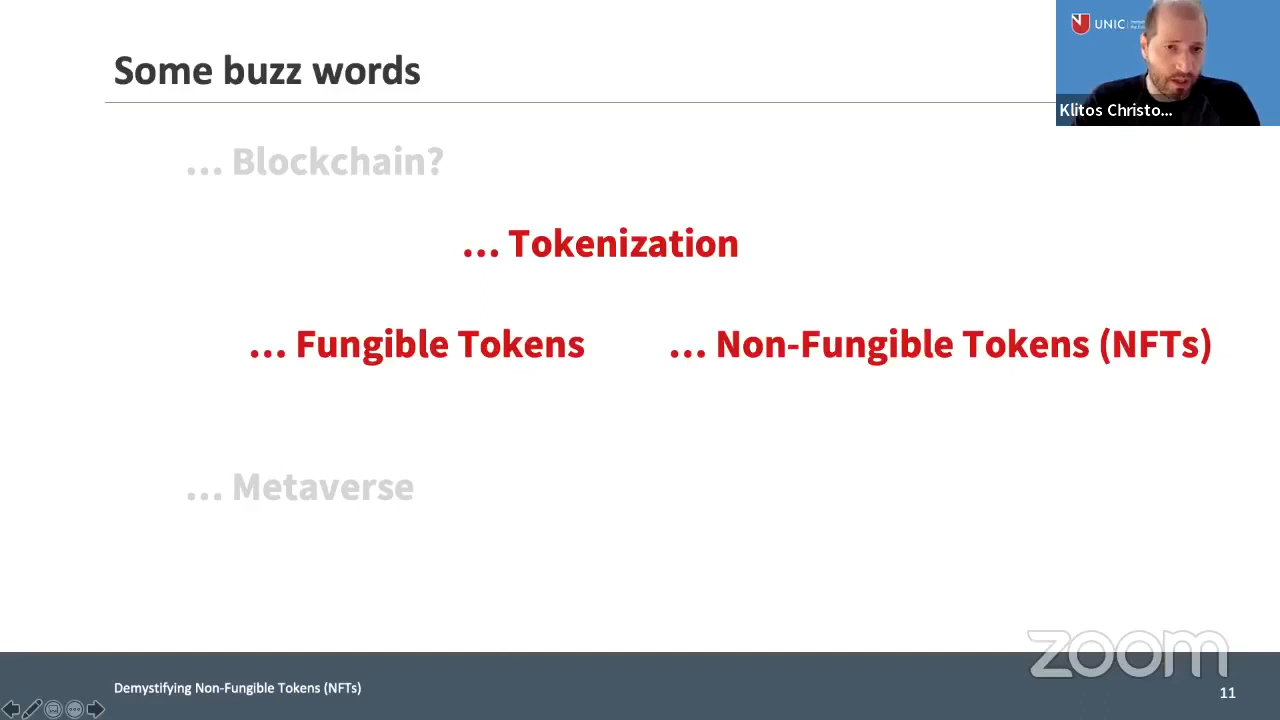 Some buzz words
UNIC
Klitos Christo...
... Blockchain?
... Tokenization
... Fungible Tokens
... Non-Fungible Tokens (NFTs)
... Metaverse
zoom
Demystifying Non-Fungible Tokens (NFTs)
11